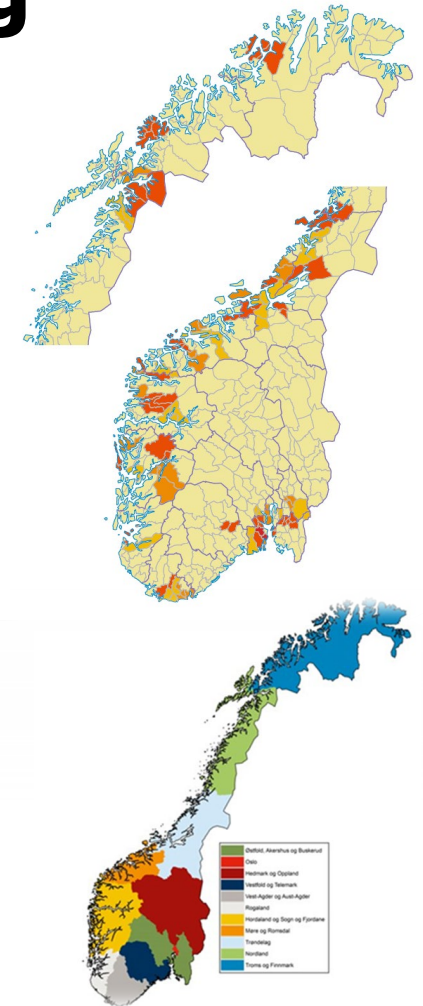 g
Østfold, Akershus og Buskerud
Oslo
Hedmark og Oppland
Vestfold og Telemark
Vest-Agder og Aust-Agder
Rogaland
Hordaland og Sogn og Fjordane
Møre og Romsdal
Trøndelag
Nordland
Troms og Finnmark